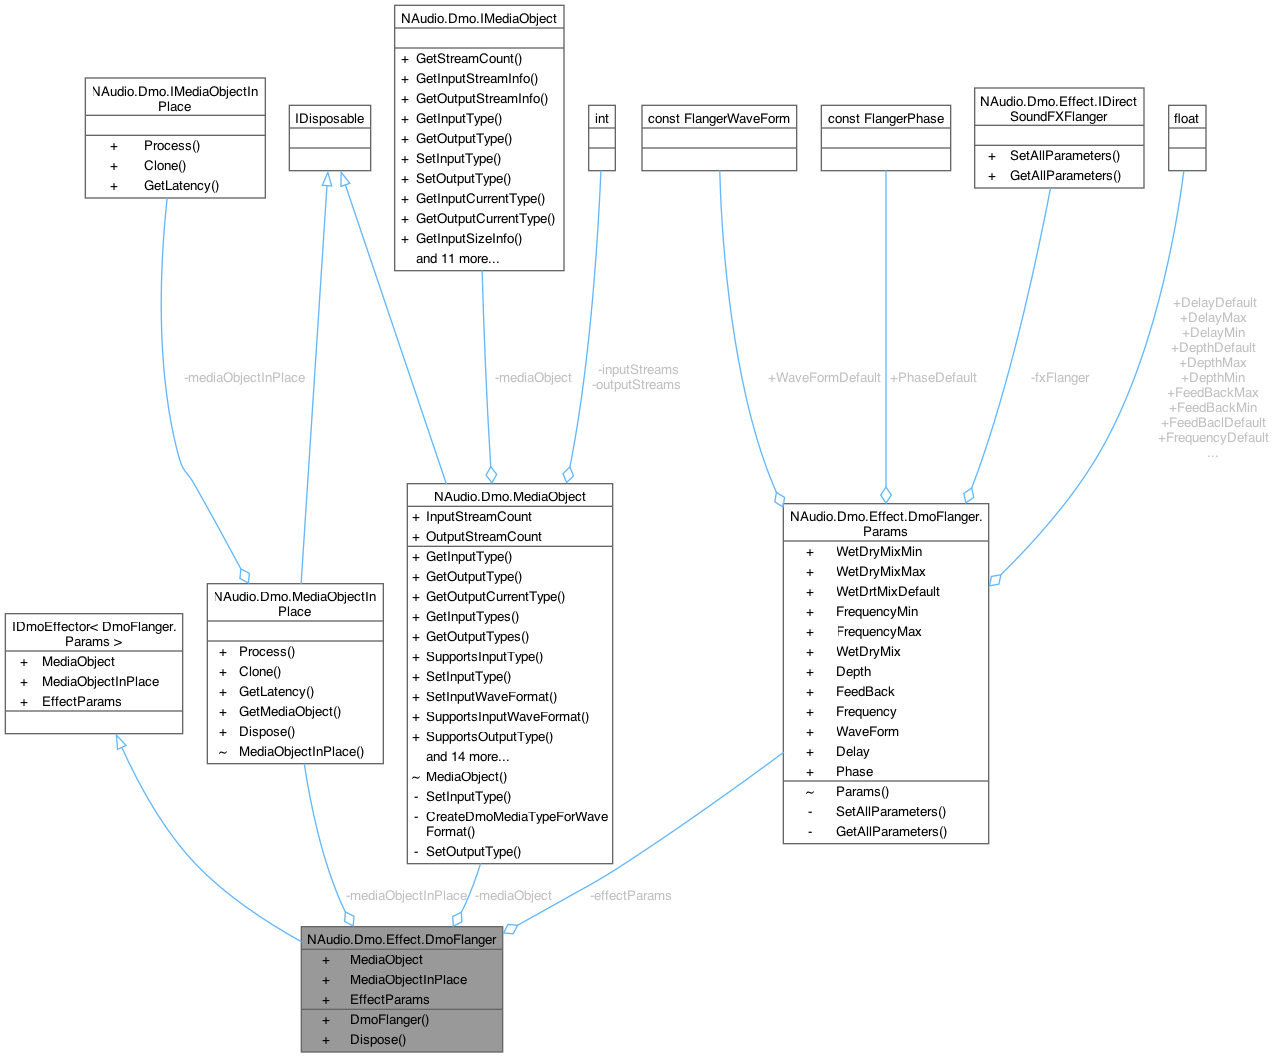 NAudio.Dmo.IMediaObject
+ GetStreamCount()
+ GetInputStreamInfo()
+ GetOutputStreamInfo()
+ GetInputType()
+ GetOutputType()
+ SetInputType()
+ SetOutputType()
+ GetInputCurrentType()
+ GetOutputCurrentType()
+ GetInputSizeInfo()
and 11 more...
NAudio.Dmo.IMediaObjectIn
Place
+ Process()
+ Clone()
+ GetLatency()
IDisposable
int
const FlangerWaveForm
const FlangerPhase
NAudio.Dmo.Effect.IDirect
SoundFXFlanger
+ SetAllParameters()
+ GetAllParameters()
float
-mediaObjectInPlace
-mediaObject
-inputStreams
-outputStreams
+WaveFormDefault
+PhaseDefault
-fxFlanger
+DelayDefault
+DelayMax
+DelayMin
+DepthDefault
+DepthMax
+DepthMin
+FeedBackMax
+FeedBackMin
+FeedBaclDefault
+FrequencyDefault
...
NAudio.Dmo.MediaObject
+ InputStreamCount
+ OutputStreamCount
+ GetInputType()
+ GetOutputType()
+ GetOutputCurrentType()
+ GetInputTypes()
+ GetOutputTypes()
+ SupportsInputType()
+ SetInputType()
+ SetInputWaveFormat()
+ SupportsInputWaveFormat()
+ SupportsOutputType()
and 14 more...
~ MediaObject()
- SetInputType()
- CreateDmoMediaTypeForWave
Format()
- SetOutputType()
NAudio.Dmo.Effect.DmoFlanger.
Params
+ WetDryMixMin
+ WetDryMixMax
+ WetDrtMixDefault
+ FrequencyMin
+ FrequencyMax
+ WetDryMix
+ Depth
+ FeedBack
+ Frequency
+ WaveForm
+ Delay
+ Phase
~ Params()
- SetAllParameters()
- GetAllParameters()
NAudio.Dmo.MediaObjectIn
Place
+ Process()
+ Clone()
+ GetLatency()
+ GetMediaObject()
+ Dispose()
~ MediaObjectInPlace()
IDmoEffector< DmoFlanger.
Params >
+ MediaObject
+ MediaObjectInPlace
+ EffectParams
-mediaObjectInPlace
-mediaObject
-effectParams
NAudio.Dmo.Effect.DmoFlanger
+ MediaObject
+ MediaObjectInPlace
+ EffectParams
+ DmoFlanger()
+ Dispose()